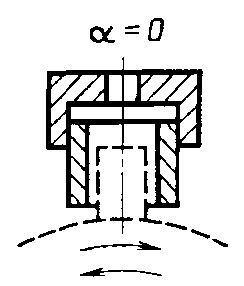 α = 0